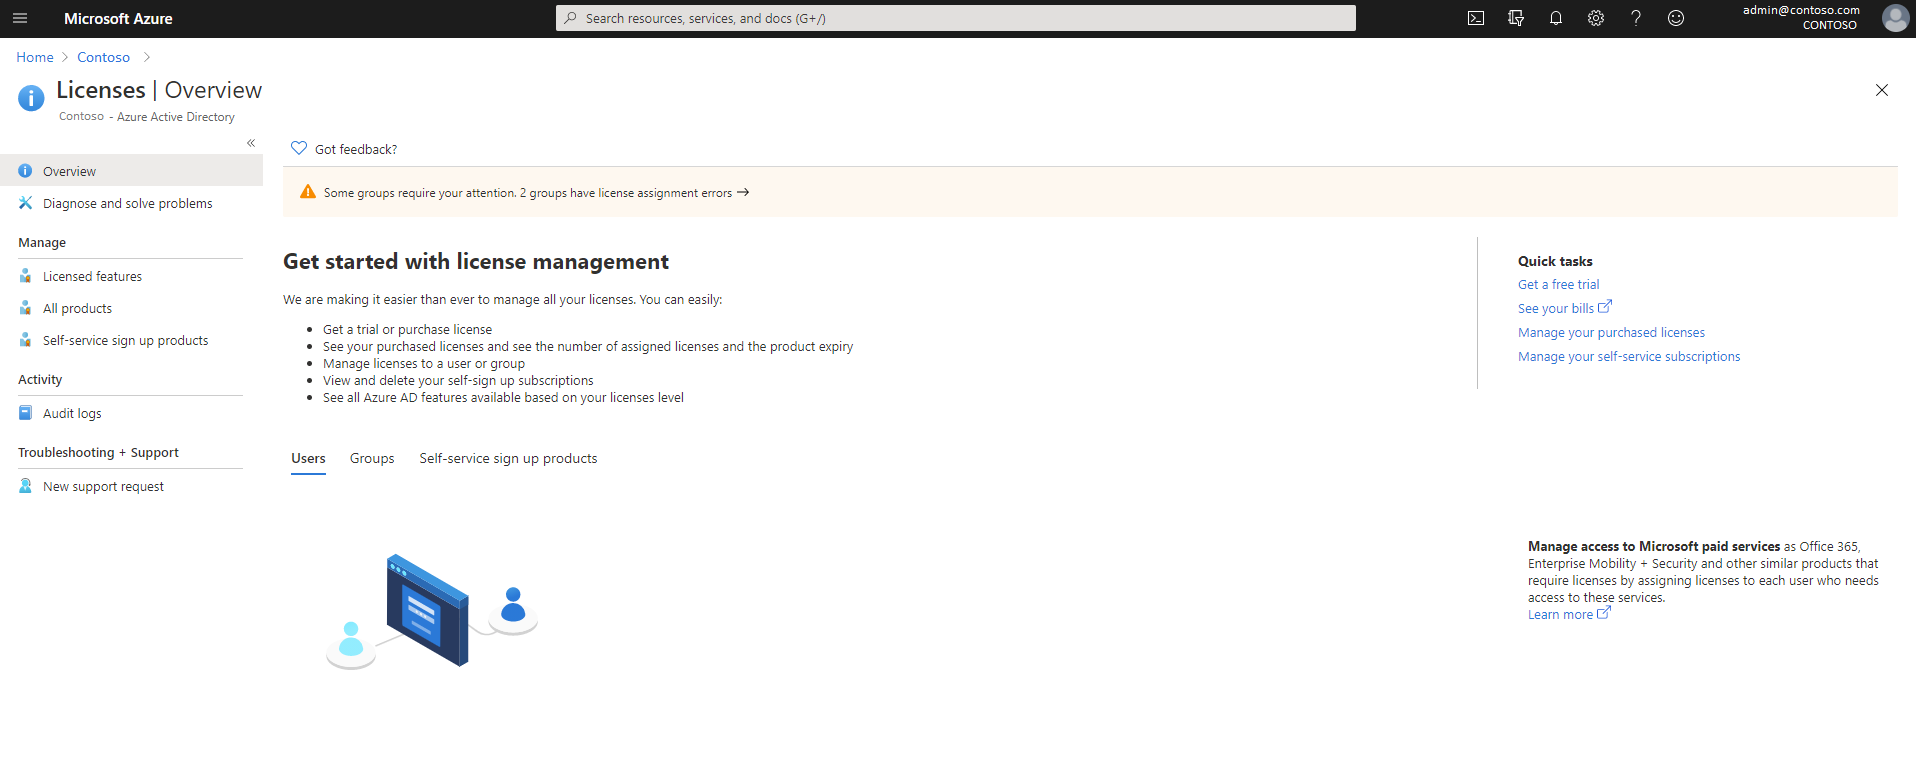 Microsoft Azure
Search resources, services, and docs (G+/)
admin@contoso.com
CONTOSO
Home
Contoso
Licenses | Overview
Contoso - Azure Active Directory
Got feedback?
Overview
Diagnose and solve problems
Manage
Licensed features
All products
Self-service sign up products
Activity
Audit logs
Troubleshooting + Support
New support request
Some groups require your attention. 2 groups have license assignment errors →
Get started with license management
We are making it easier than ever to manage all your licenses. You can easily:
• Get a trial or purchase license
• See your purchased licenses and see the number of assigned licenses and the product expiry
• Manage licenses to a user or group
• View and delete your self-sign up subscriptions
• See all Azure AD features available based on your licenses level
Quick tasks
Get a free trial
See your bills
Manage your purchased licenses
Manage your self-service subscriptions
Users
Groups
Self-service sign up products
Manage access to Microsoft paid services as Office 365,
Enterprise Mobility + Security and other similar products that
require licenses by assigning licenses to each user who needs
access to these services.
Learn more